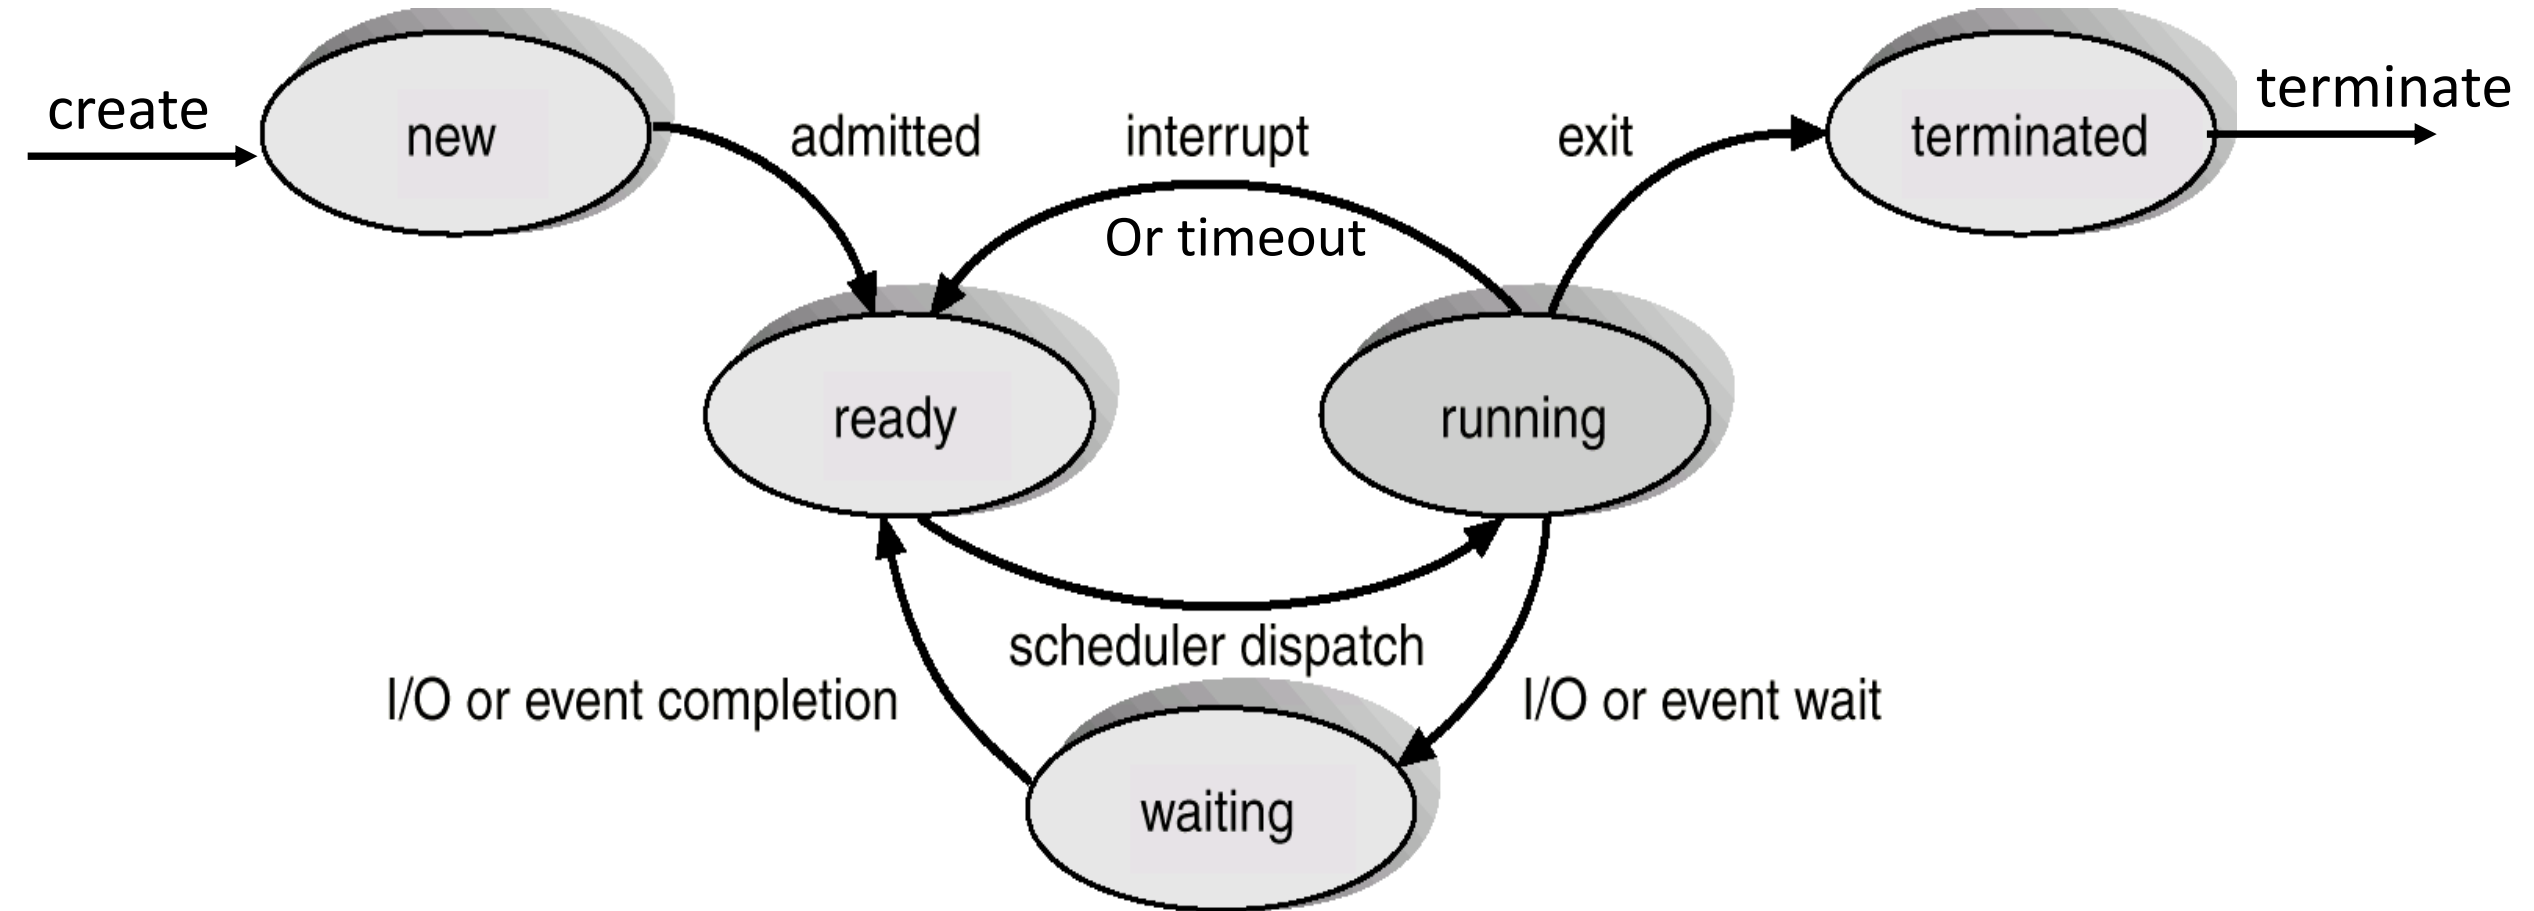 create
new
admitted
interrupt
Or timeout
exit
terminated
terminate
ready
running
scheduler dispatch
I/O or event completion
I/O or event wait
waiting